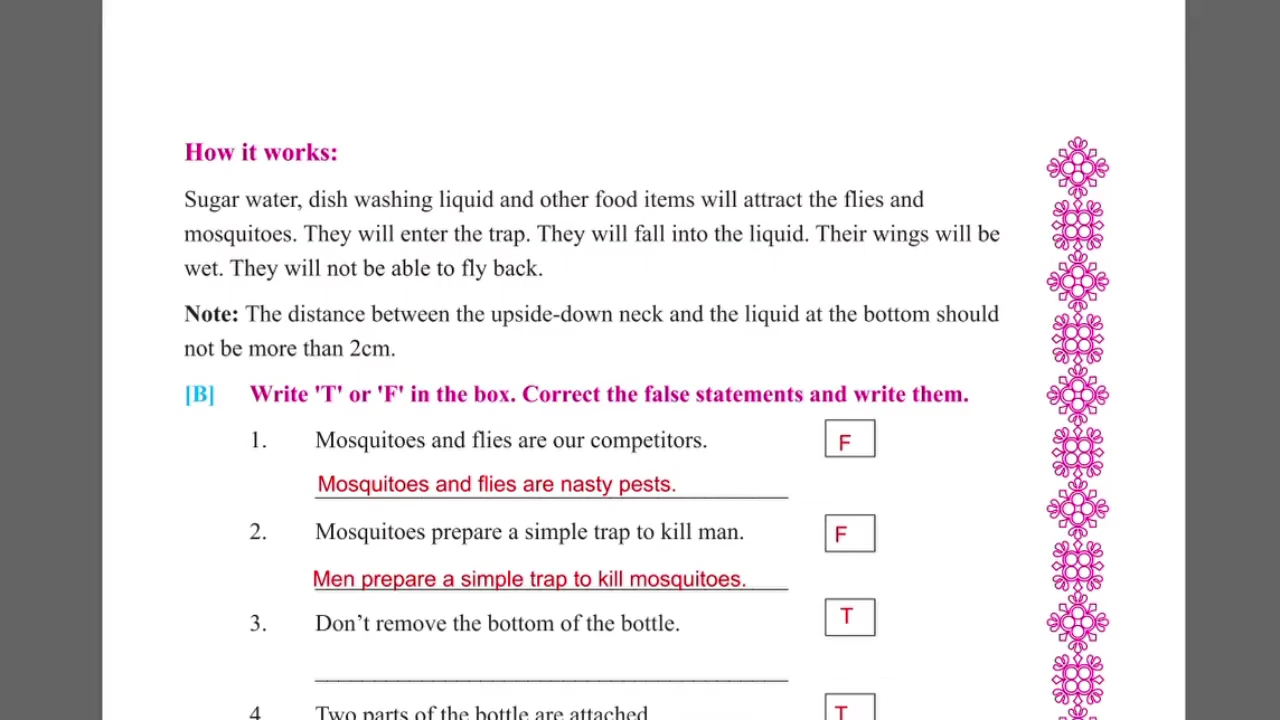 How it works:
Sugar water, dish washing liquid and other food items will attract the flies and
mosquitoes. They will enter the trap. They will fall into the liquid. Their wings will be
wet. They will not be able to fly back.
Note: The distance between the upside-down neck and the liquid at the bottom should
not be more than 2cm.
[B] Write 'T' or 'F' in the box. Correct the false statements and write them.
1. Mosquitoes and flies are our competitors. F
Mosquitoes and flies are nasty pests.
2. Mosquitoes prepare a simple trap to kill man. F
Men prepare a simple trap to kill mosquitoes.
3. Don’t remove the bottom of the bottle. T
4 Two parts of the bottle are attached T